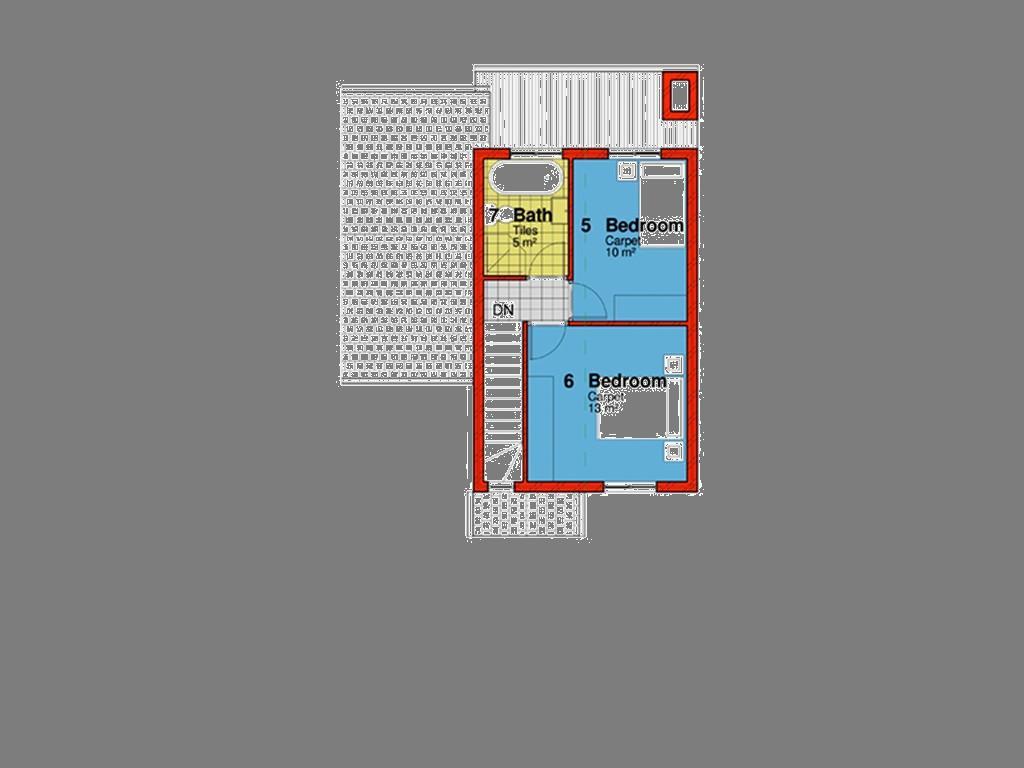 7 Bath
Tiles
5 m²
5 Bedroom
Carpet
10 m²
DN
6 Bedroom
Carpet
13 m²